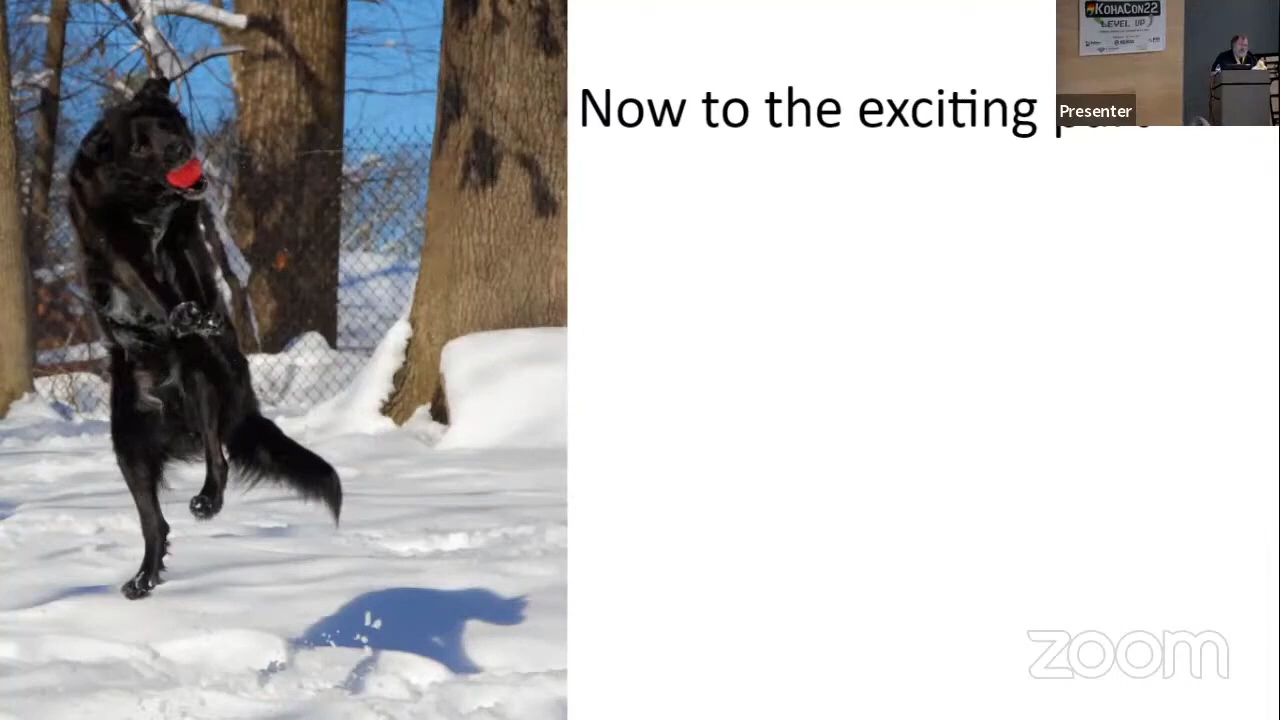 Now to the exciting
KOHACON22
LEVEL UP
Presenter
zoom